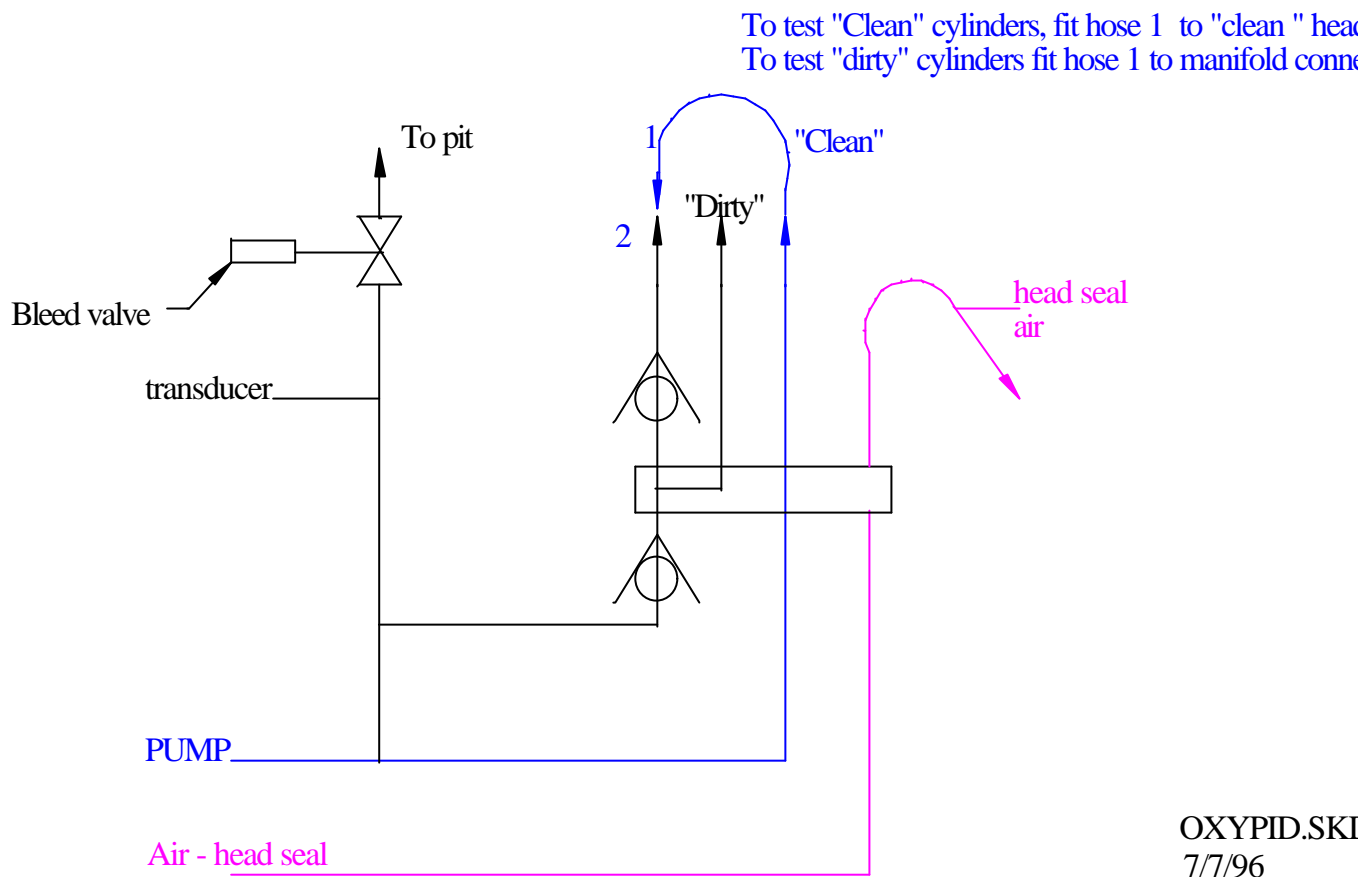 To test "Clean" cylinders, fit hose 1 to "clean " head
To test "dirty" cylinders fit hose 1 to manifold conne
To pit
1
"Clean"
"Dirty"
2
Bleed valve
head seal
air
transducer
PUMP
Air - head seal
OXYPID.SKD
7/7/96